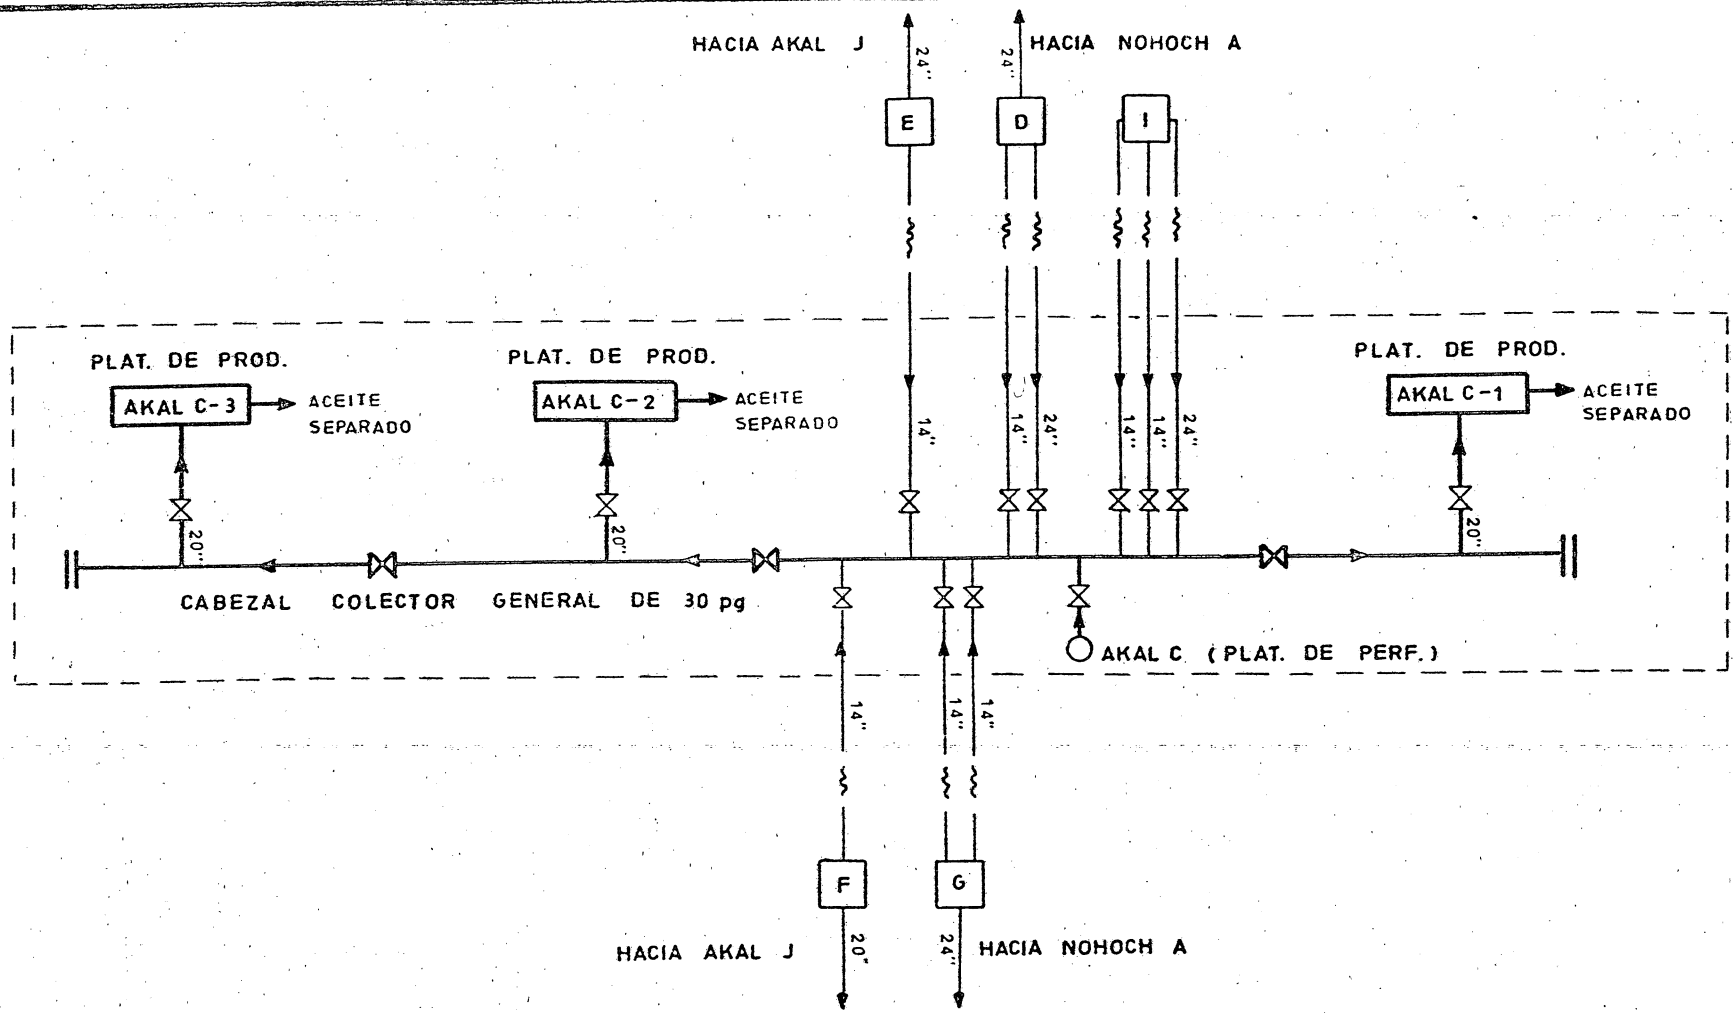 HACIA AKAL J
24"
24"
HACIA NOHOCH A
E
D
I
PLAT. DE PROD.
AKAL C-3
ACEITE
SEPARADO
20"
PLAT. DE PROD.
AKAL C-2
ACEITE
SEPARADO
20"
14"
14"
24"
14"
14"
24"
PLAT. DE PROD.
AKAL C-1
ACEITE
SEPARADO
20"
CABEZAL COLECTOR GENERAL DE 30 pg
AKAL C (PLAT. DE PERF.)
14"
14"
14"
F
G
HACIA AKAL J
20"
24"
HACIA NOHOCH A